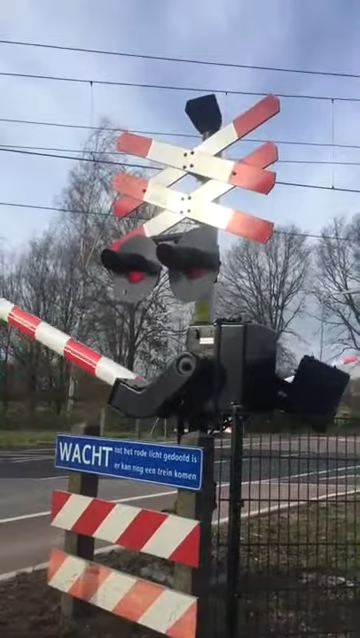 WACHT tot het rode licht gedoofd is
er kan nog een trein komen